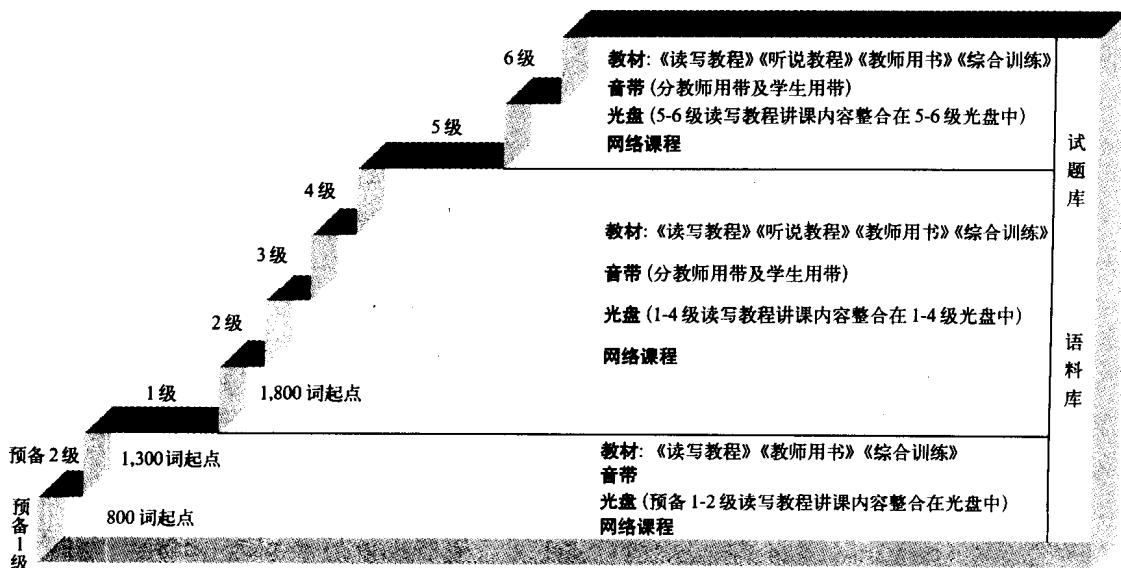 6级
教材: 《读写教程》《听说教程》《教师用书》《综合训练》
音带 (分教师用带及学生用带)
光盘 (5-6级读写教程讲课内容整合在5-6级光盘中)
网络课程
5级
试题库
4级
教材: 《读写教程》《听说教程》《教师用书》《综合训练》
3级
音带 (分教师用带及学生用带)
光盘 (1-4级读写教程讲课内容整合在1-4级光盘中)
2级
网络课程
语料库
1级
1,800词起点
预备2级
1,300词起点
教材: 《读写教程》《教师用书》《综合训练》
音带
光盘 (预备1-2级读写教程讲课内容整合在光盘中)
网络课程
预备1级
800词起点